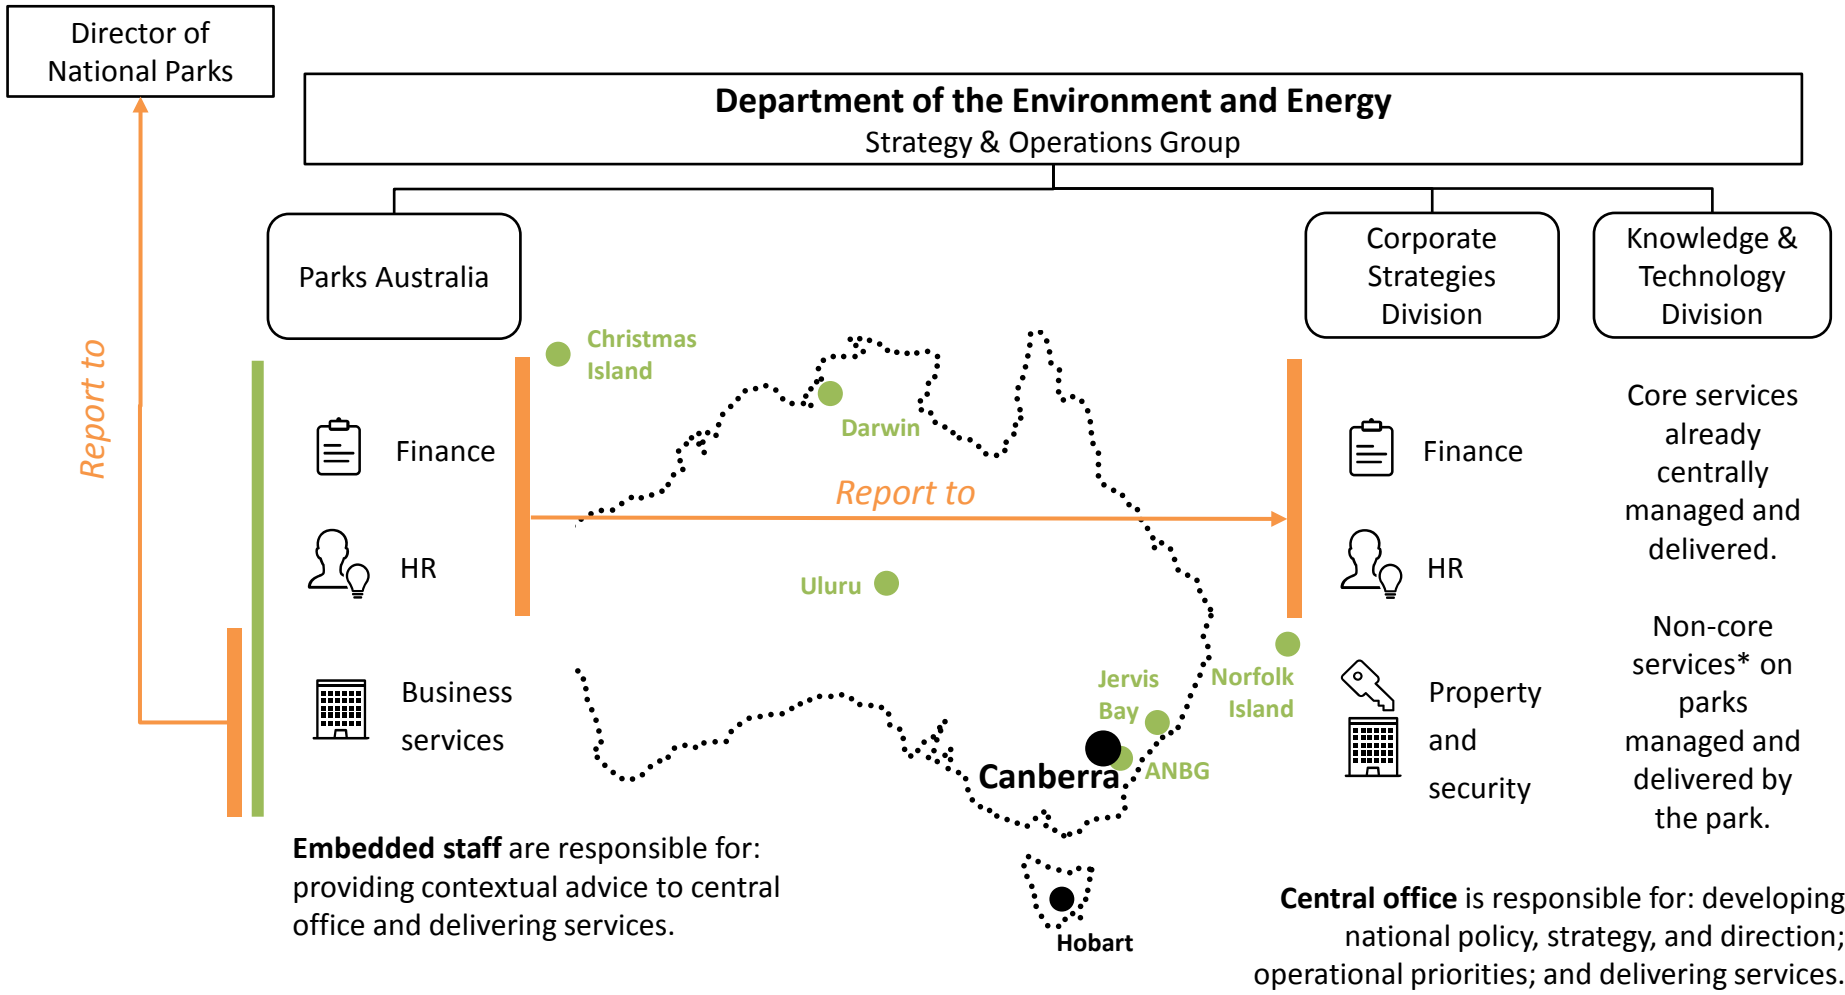 Director of
National Parks
Department of the Environment and Energy
Strategy & Operations Group
Parks Australia
Corporate
Strategies
Division
Knowledge &
Technology
Division
Report to
Finance
HR
Business
services
Christmas
Island
Darwin
Report to
Uluru
Jervis
Bay
Norfolk
Island
Canberra
ANBG
Hobart
Finance
HR
Property
and
security
Core services
already
centrally
managed and
delivered.
Non-core
services* on
parks
managed and
delivered by
the park.
Embedded staff are responsible for:
providing contextual advice to central
office and delivering services.
Central office is responsible for: developing
national policy, strategy, and direction;
operational priorities; and delivering services.